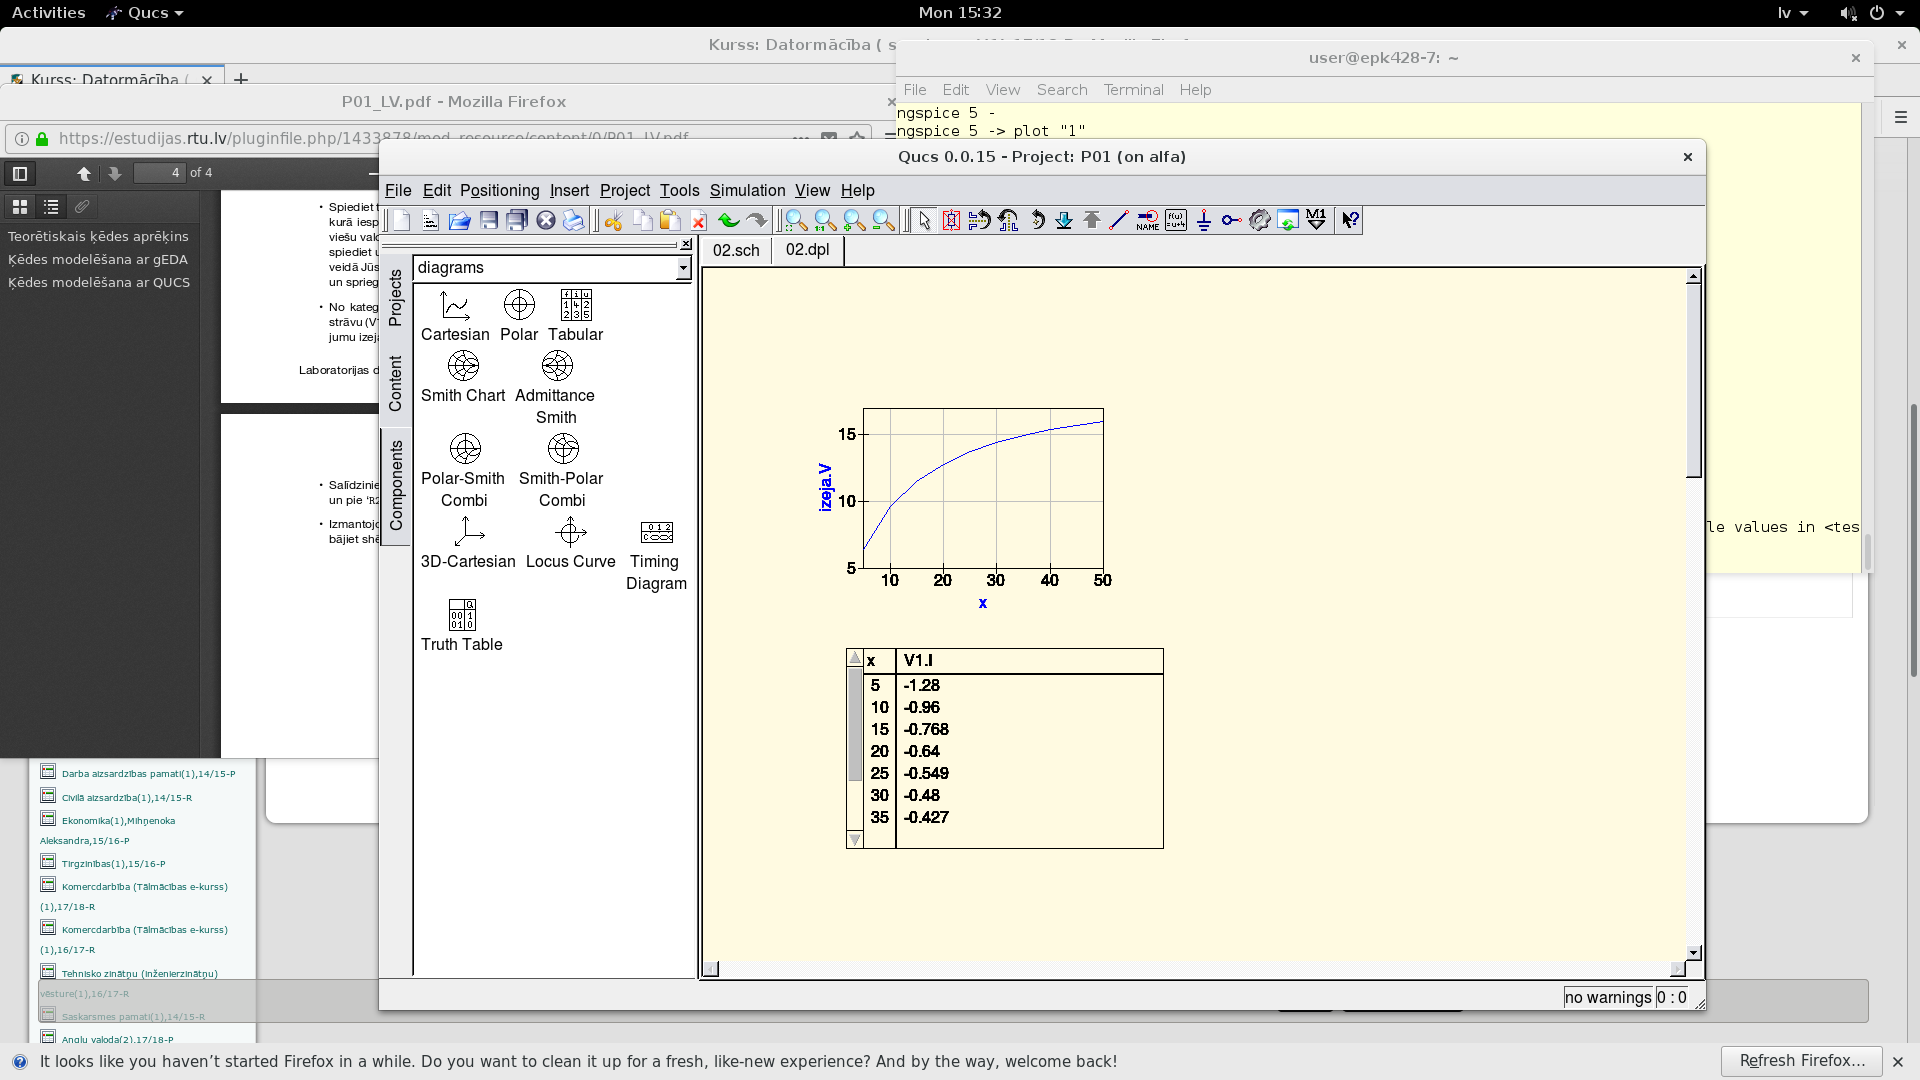 Activities
Qucs
Mon 15:32
lv
Kurss: Datormācība (
Kurss: Datormācība (
user@epk428-7: ~
File Edit View Search Terminal Help
ngspice 5 -
ngspice 5 -> plot "1"
le values in <tes
P01_LV.pdf - Mozilla Firefox
https://estudijas.rtu.lv/pluginfile.php/1433878/mod_resource/content/0/P01_LV.pdf
4 of 4
Teorētiskais ķēdes aprēķins
Ķēdes modelēšana ar gEDA
Ķēdes modelēšana ar QUCS
• Spiediet
kurā iesp
viešu valo
spiediet
veidā Jūs
un sprieg
• No kateg
strāvu (V
jumu izeja
Laboratorijas d
• Salīdzinie
un pie 'R2
• Izmantojo
bājiet shē
Qucs 0.0.15 - Project: P01 (on alfa)
File Edit Positioning Insert Project Tools Simulation View Help
NAME
M1
02.sch
02.dpl
Projects
Content
Components
diagrams
Cartesian
Polar
Tabular
Smith Chart
Admittance
Smith
Polar-Smith
Combi
Smith-Polar
Combi
3D-Cartesian
Locus Curve
Timing
Diagram
Truth Table
izeja.V
15
10
5
10 20 30 40 50
x
x V1.I
5 -1.28
10 -0.96
15 -0.768
20 -0.64
25 -0.549
30 -0.48
35 -0.427
no warnings 0 : 0
Darba aizsardzības pamati(1),14/15-P
Civilā aizsardzība(1),14/15-R
Ekonomika(1),Mihņenoka
Aleksandra,15/16-P
Tirgzinības(1),15/16-P
Komercdarbība (Tālmācības e-kurss)
(1),17/18-R
Komercdarbība (Tālmācības e-kurss)
(1),16/17-R
Tehnisko zinātņu (inženierzinātņu)
vēsture(1),16/17-R
Saskarsmes pamati(1),14/15-R
Angļu valoda(2),17/18-P
It looks like you haven't started Firefox in a while. Do you want to clean it up for a fresh, like-new experience? And by the way, welcome back!
Refresh Firefox...